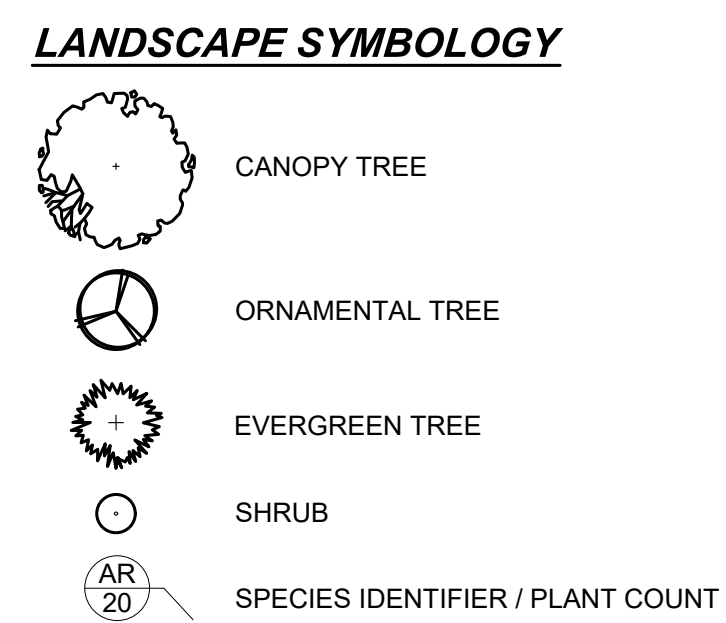 LANDSCAPE SYMBOLOGY
CANOPY TREE
ORNAMENTAL TREE
EVERGREEN TREE
SHRUB
AR
20
SPECIES IDENTIFIER / PLANT COUNT